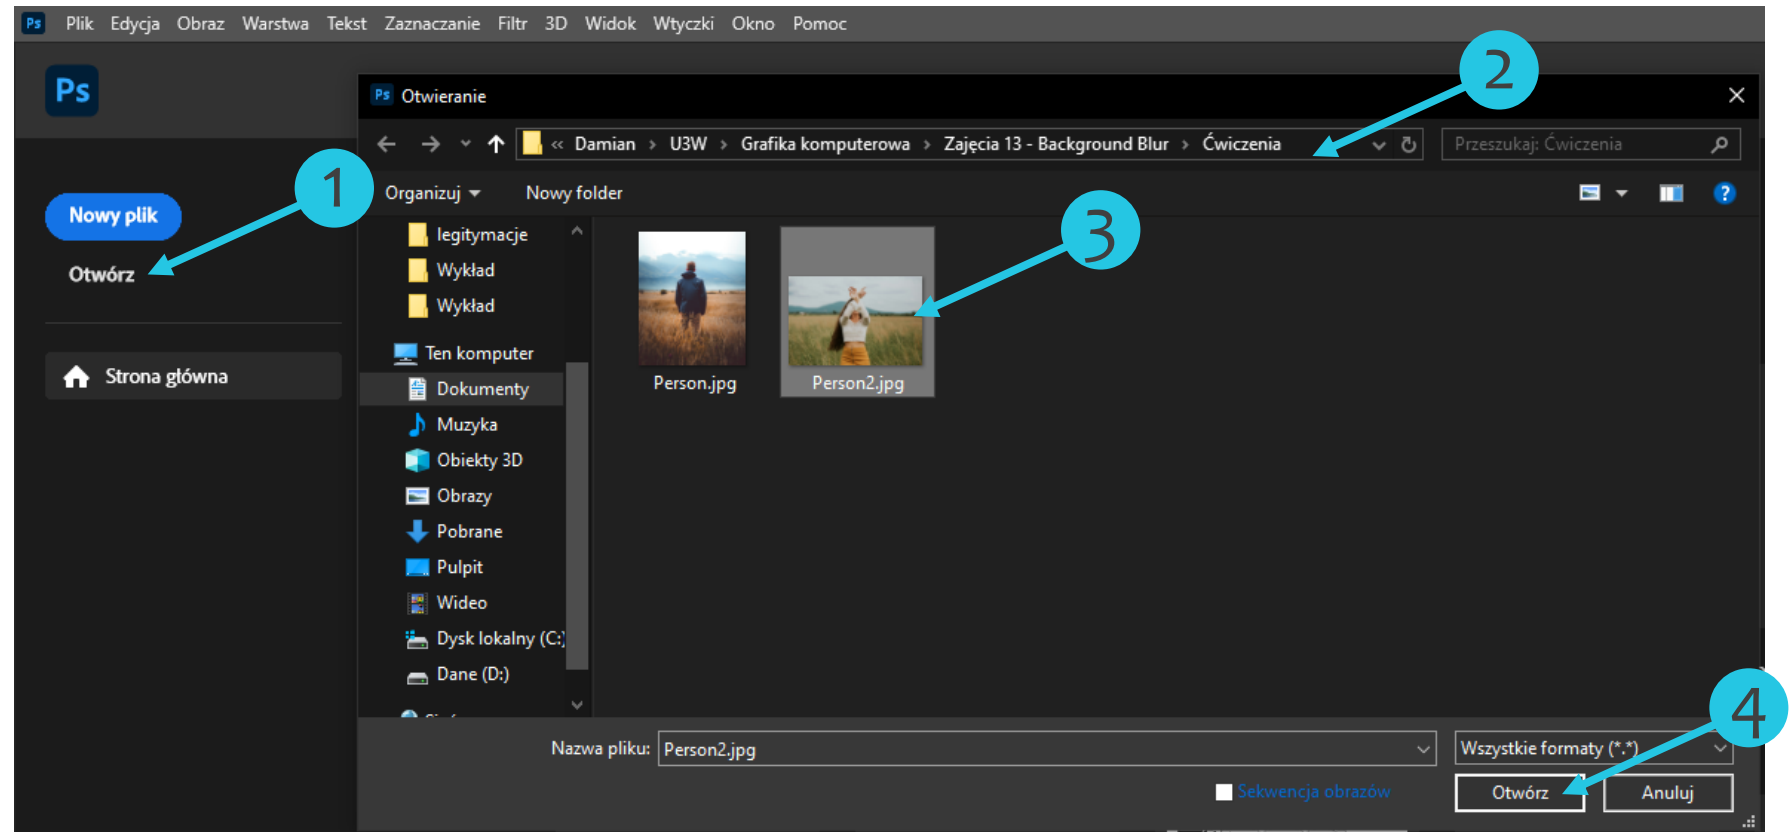 Ps Plik Edycja Obraz Warstwa Tekst Zaznaczanie Filtr 3D Widok Wtyczki Okno Pomoc
2
Ps
Ps Otwieranie
« Damian › U3W › Grafika komputerowa › Zajęcia 13 - Background Blur › Ćwiczenia
Przeszukaj: Ćwiczenia
1
Organizuj
Nowy folder
?
Nowy plik
3
legitymacje
Otwórz
Wykład
Wykład
Ten komputer
Strona główna
Dokumenty
Person.jpg
Person2.jpg
Muzyka
Obiekty 3D
Obrazy
Pobrane
Pulpit
Wideo
Dysk lokalny (C:)
Dane (D:)
4
Nazwa pliku: Person2.jpg
Wszystkie formaty (*.*)
Sekwencja obrazów
Otwórz
Anuluj